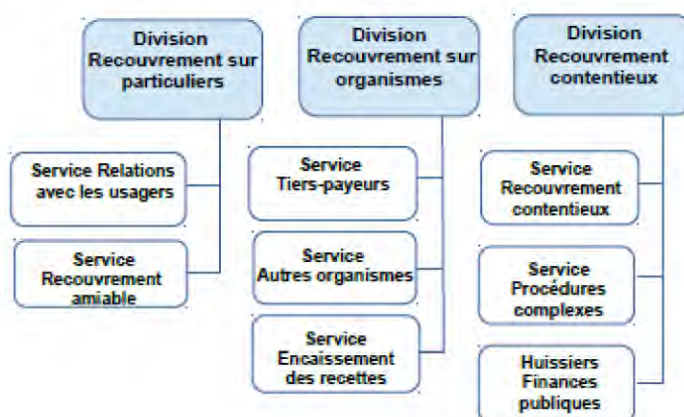 Division
Recouvrement sur
particuliers
Service Relations
avec les usagers
Service
Recouvrement
amiable
Division
Recouvrement sur
organismes
Service
Tiers-payeurs
Service
Autres organismes
Service
Encaissement
des recettes
Division
Recouvrement
contentieux
Service
Recouvrement
contentieux
Service
Procédures
complexes
Huissiers
Finances
publiques